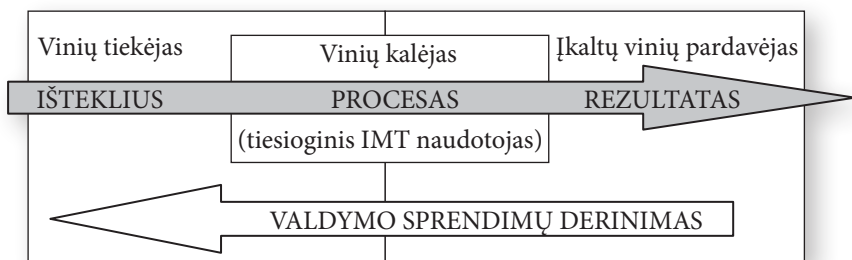 Vinių tiekėjas
Vinių kalėjas
Įkaltų vinių pardavėjas
IŠTEKLIUS
PROCESAS
REZULTATAS
(tiesioginis IMT naudotojas)
VALDYMO SPRENDIMŲ DERINIMAS